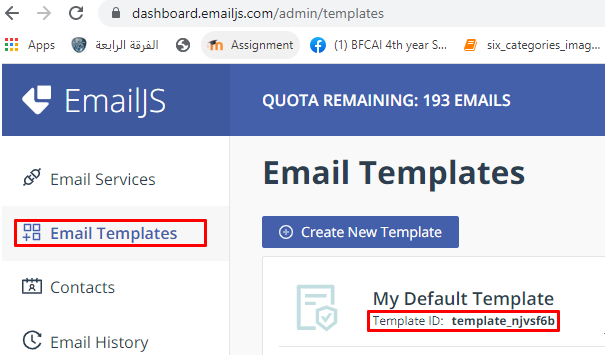 dashboard.emailjs.com/admin/templates
Apps
الفرقة الرابعة
Assignment
(1) BFCAI 4th year S...
six_categories_imag...
EmailJS
QUOTA REMAINING: 193 EMAILS
Email Services
Email Templates
Contacts
Email History
Email Templates
Create New Template
My Default Template
Template ID: template_njvsf6b